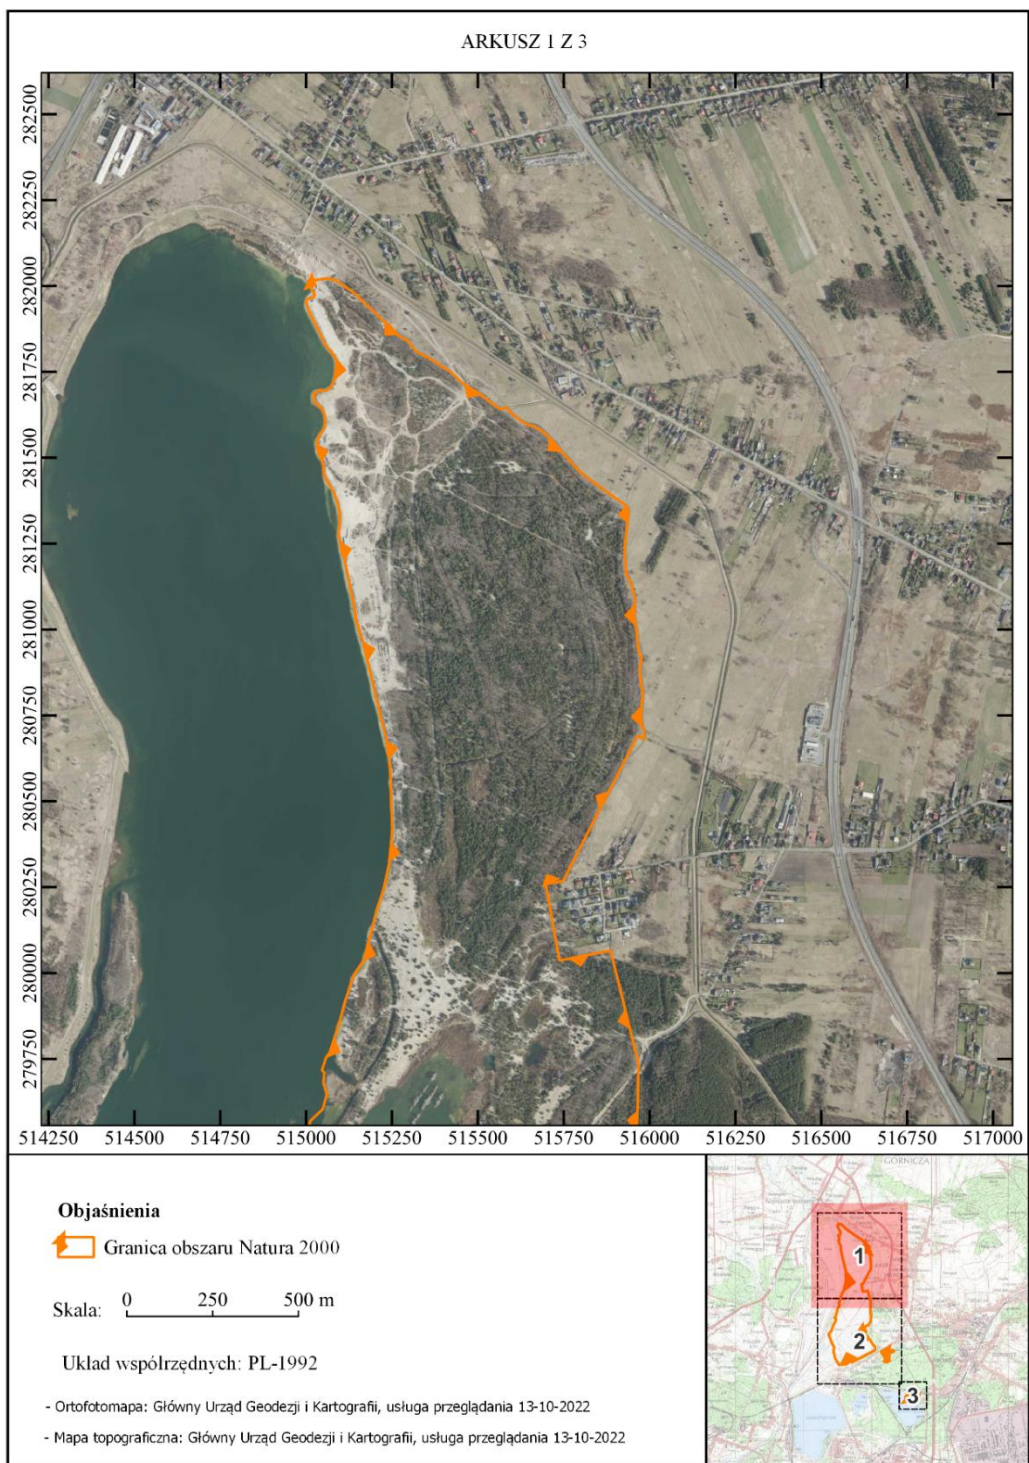 ARKUSZ 1 Z 3
282500
282250
282000
281750
281500
281250
281000
280750
280500
280250
280000
279750
514250 514500 514750 515000 515250 515500 515750 516000 516250 516500 516750 517000
Objaśnienia
Granica obszaru Natura 2000
Skala: 0 250 500 m
Układ współrzędnych: PL-1992
- Ortofotomapa: Główny Urząd Geodezji i Kartografii, usługa przeglądania 13-10-2022
- Mapa topograficzna: Główny Urząd Geodezji i Kartografii, usługa przeglądania 13-10-2022
GÓRNICZA
1
2
3